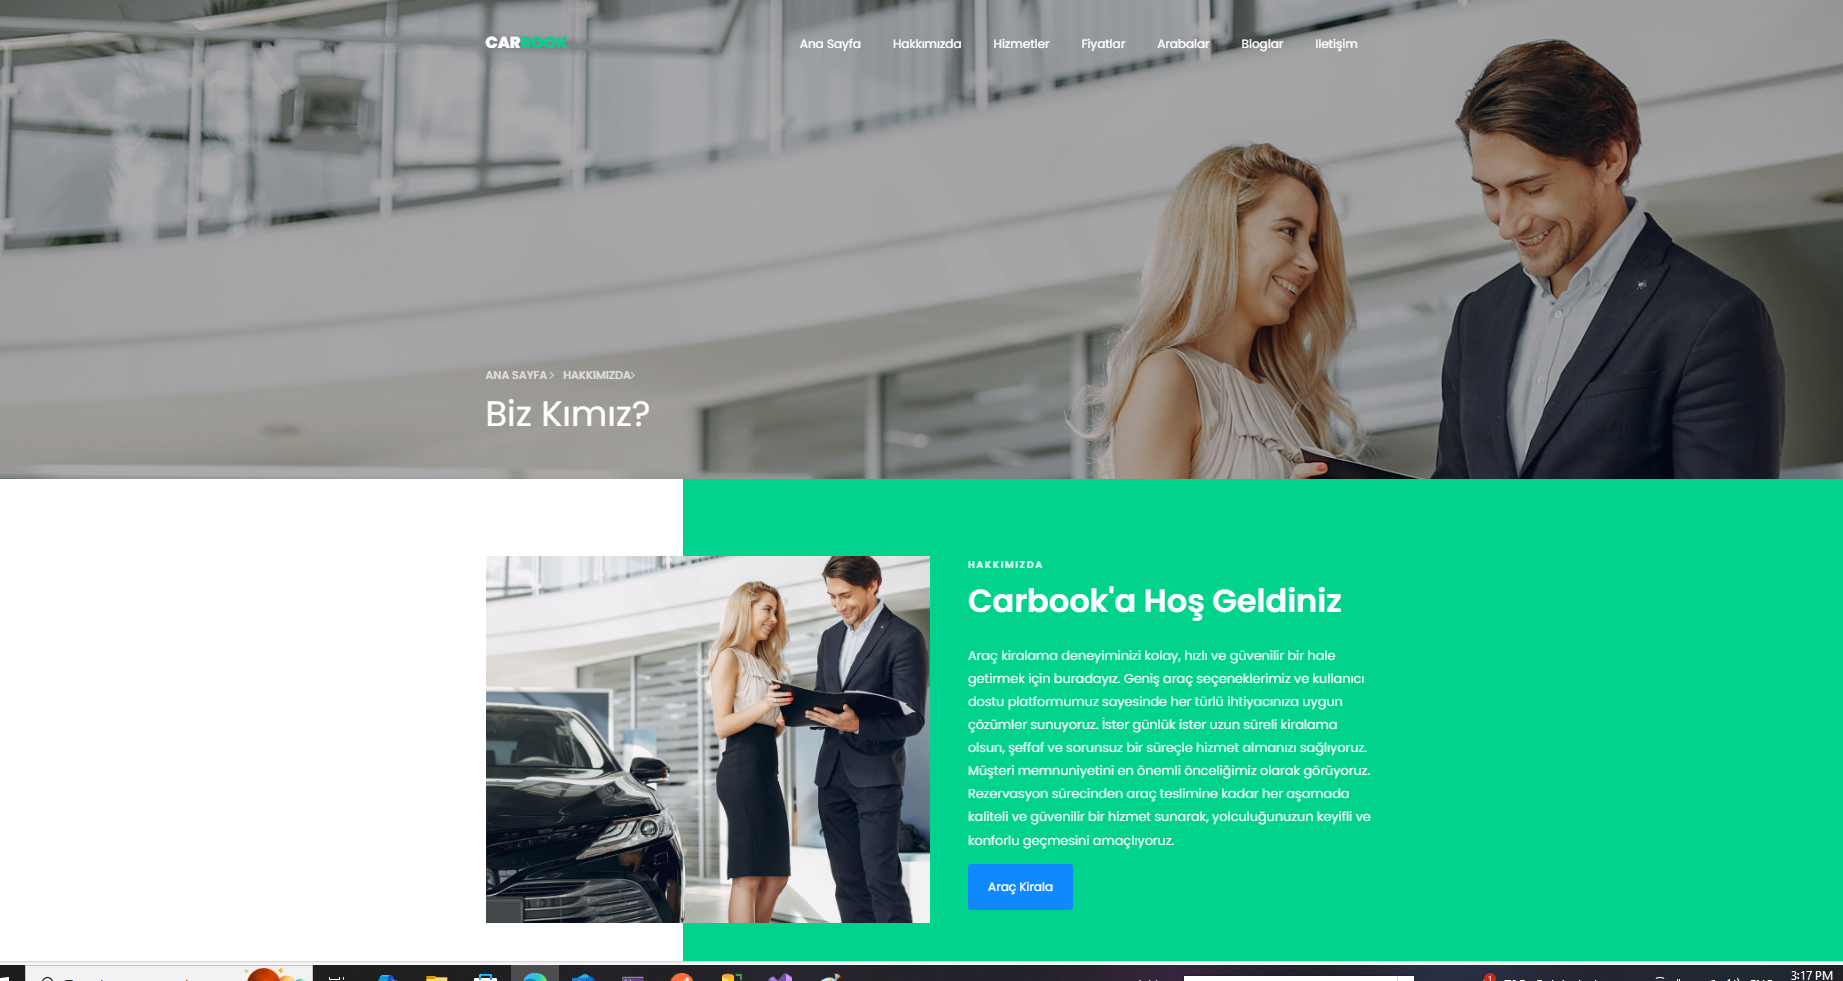 CARBOOK
Ana Sayfa Hakkımızda Hizmetler Fiyatlar Arabalar Bloglar Iletişim
ANA SAYFA > HAKKIMIZDA>
Biz Kımız?
HAKKIMIZDA
Carbook'a Hoş Geldiniz
Araç kiralama deneyiminizi kolay, hızlı ve güvenilir bir hale
getirmek için buradayız. Geniş araç seçeneklerimiz ve kullanıcı
dostu platformumuz sayesinde her türlü ihtiyacınıza uygun
çözümler sunuyoruz. İster günlük ister uzun süreli kiralama
olsun, şeffaf ve sorunsuz bir süreçle hizmet almanızı sağlıyoruz.
Müşteri memnuniyetini en önemli önceliğimiz olarak görüyoruz.
Rezervasyon sürecinden araç teslimine kadar her aşamada
kaliteli ve güvenilir bir hizmet sunarak, yolculuğunuzun keyifli ve
konforlu geçmesini amaçlıyoruz.
Araç Kirala
3:17 PM